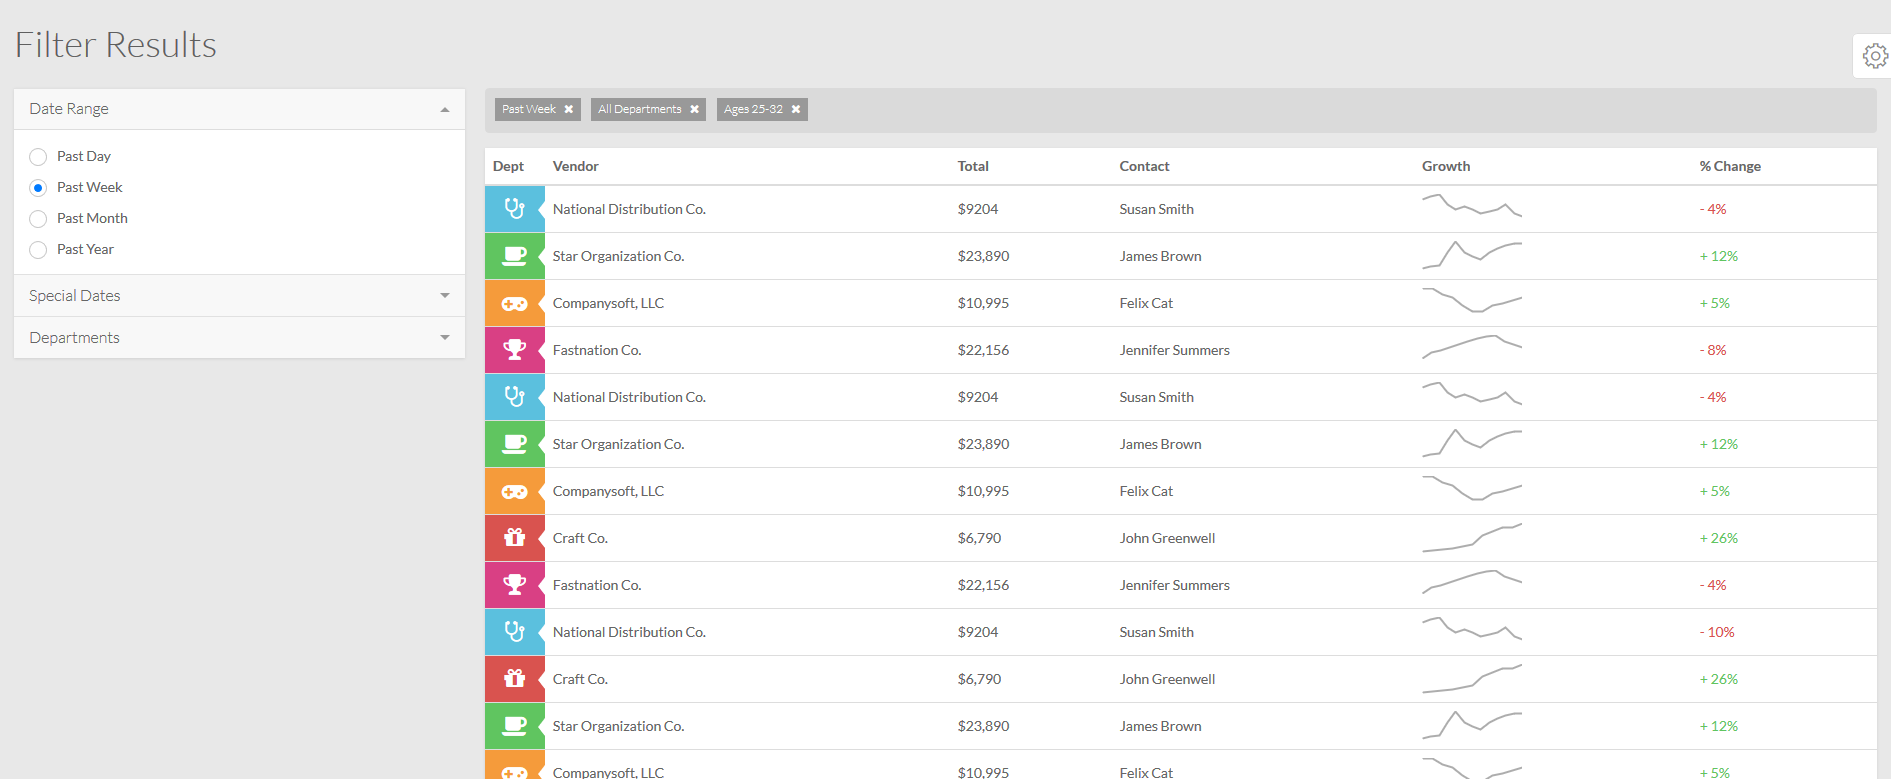 Filter Results
Date Range
Past Day
Past Week
Past Month
Past Year
Special Dates
Departments
Past Week ✖ All Departments ✖ Ages 25-32 ✖
Dept Vendor Total Contact Growth % Change
National Distribution Co. $9204 Susan Smith - 4%
Star Organization Co. $23,890 James Brown + 12%
Companysoft, LLC $10,995 Felix Cat + 5%
Fastnation Co. $22,156 Jennifer Summers - 8%
National Distribution Co. $9204 Susan Smith - 4%
Star Organization Co. $23,890 James Brown + 12%
Companysoft, LLC $10,995 Felix Cat + 5%
Craft Co. $6,790 John Greenwell + 26%
Fastnation Co. $22,156 Jennifer Summers - 4%
National Distribution Co. $9204 Susan Smith - 10%
Craft Co. $6,790 John Greenwell + 26%
Star Organization Co. $23,890 James Brown + 12%
Companysoft, LLC $10,995 Felix Cat + 5%